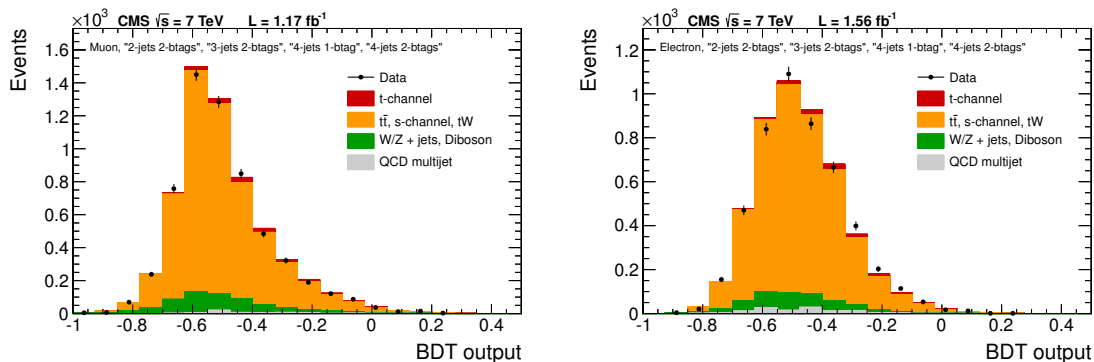 ×10³ CMS √s = 7 TeV L = 1.17 fb⁻¹
Muon, "2-jets 2-btags", "3-jets 2-btags", "4-jets 1-btag", "4-jets 2-btags"
Events
1.6
1.4
1.2
1.0
0.8
0.6
0.4
0.2
0
Data
t-channel
tt̄, s-channel, tW
W/Z + jets, Diboson
QCD multijet
-1 -0.8 -0.6 -0.4 -0.2 0 0.2 0.4
BDT output
×10³ CMS √s = 7 TeV L = 1.56 fb⁻¹
Electron, "2-jets 2-btags", "3-jets 2-btags", "4-jets 1-btag", "4-jets 2-btags"
Events
1.2
1.0
0.8
0.6
0.4
0.2
0
Data
t-channel
tt̄, s-channel, tW
W/Z + jets, Diboson
QCD multijet
-1 -0.8 -0.6 -0.4 -0.2 0 0.2 0.4
BDT output